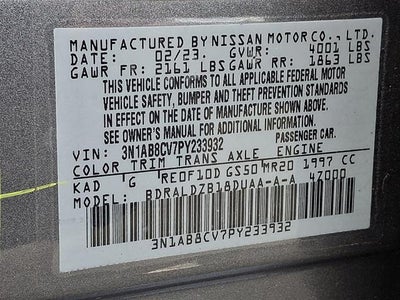 MANUFACTURED BY NISSAN MOTOR CO., LTD.
DATE: 02/23. GVWR: 4001 LBS
GAWR FR: 2161 LBS GAWR RR: 1863 LBS
THIS VEHICLE CONFORMS TO ALL APPLICABLE FEDERAL MOTOR
VEHICLE SAFETY, BUMPER AND THEFT PREVENTION STANDARDS
IN EFFECT ON THE DATE OF MANUFACTURE SHOWN ABOVE.
SEE OWNER'S MANUAL FOR ADDITIONAL INFORMATION.
VIN: 3N1AB8CV7PY233932 PASSENGER CAR.
COLOR TRIM TRANS AXLE ENGINE
KAD G RE0F10D GS50 MR20 1997 CC
MODEL: BDRALDZB18DUAA-A-A 47000
3N1AB8CV7PY233932